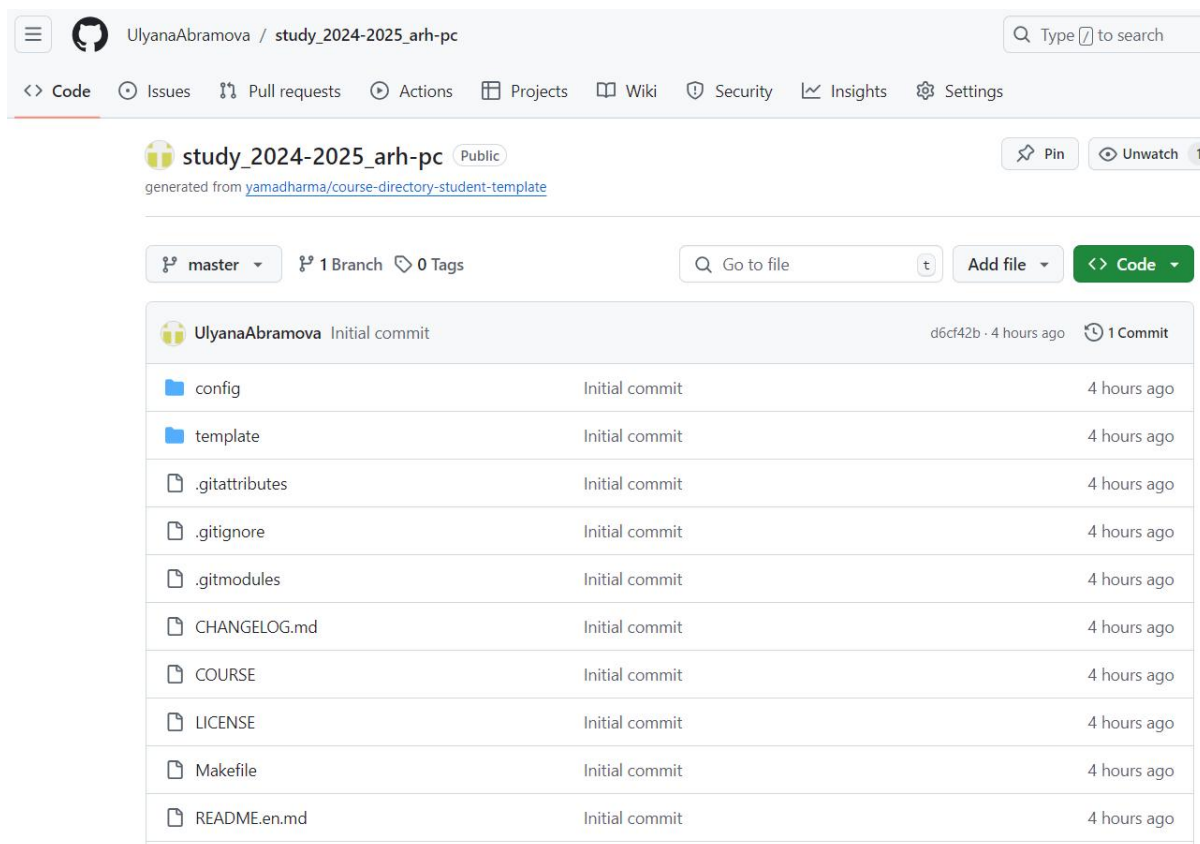 UlyanaAbramova / study_2024-2025_arh-pc Type / to search
Code Issues Pull requests Actions Projects Wiki Security Insights Settings
study_2024-2025_arh-pc Public Pin Unwatch 1
generated from yamadharma/course-directory-student-template
master 1 Branch 0 Tags Go to file t Add file Code
UlyanaAbramova Initial commit d6cf42b · 4 hours ago 1 Commit
config Initial commit 4 hours ago
template Initial commit 4 hours ago
.gitattributes Initial commit 4 hours ago
.gitignore Initial commit 4 hours ago
.gitmodules Initial commit 4 hours ago
CHANGELOG.md Initial commit 4 hours ago
COURSE Initial commit 4 hours ago
LICENSE Initial commit 4 hours ago
Makefile Initial commit 4 hours ago
README.en.md Initial commit 4 hours ago